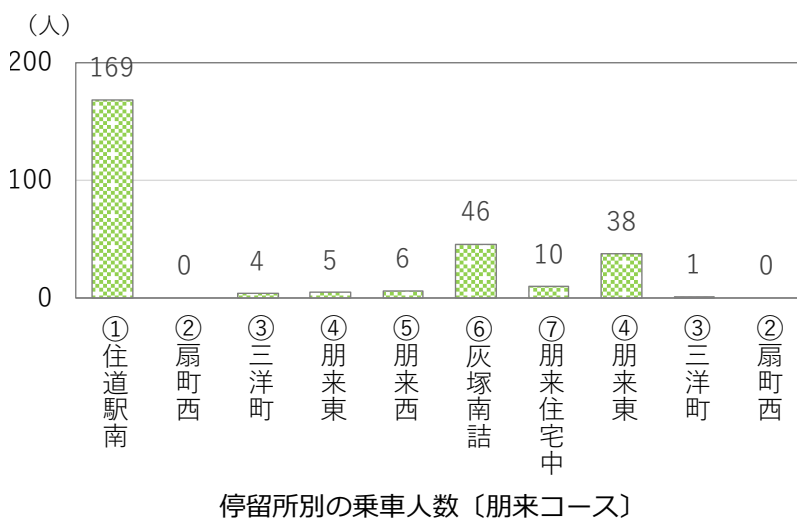 （人）
200
100
0
169
0
4
5
6
46
10
38
1
0
①住道駅南
②扇町西
③三洋町
④朋来東
⑤朋来西
⑥灰塚南詰
⑦朋来住宅中
④朋来東
③三洋町
②扇町西
停留所別の乗車人数〔朋来コース〕